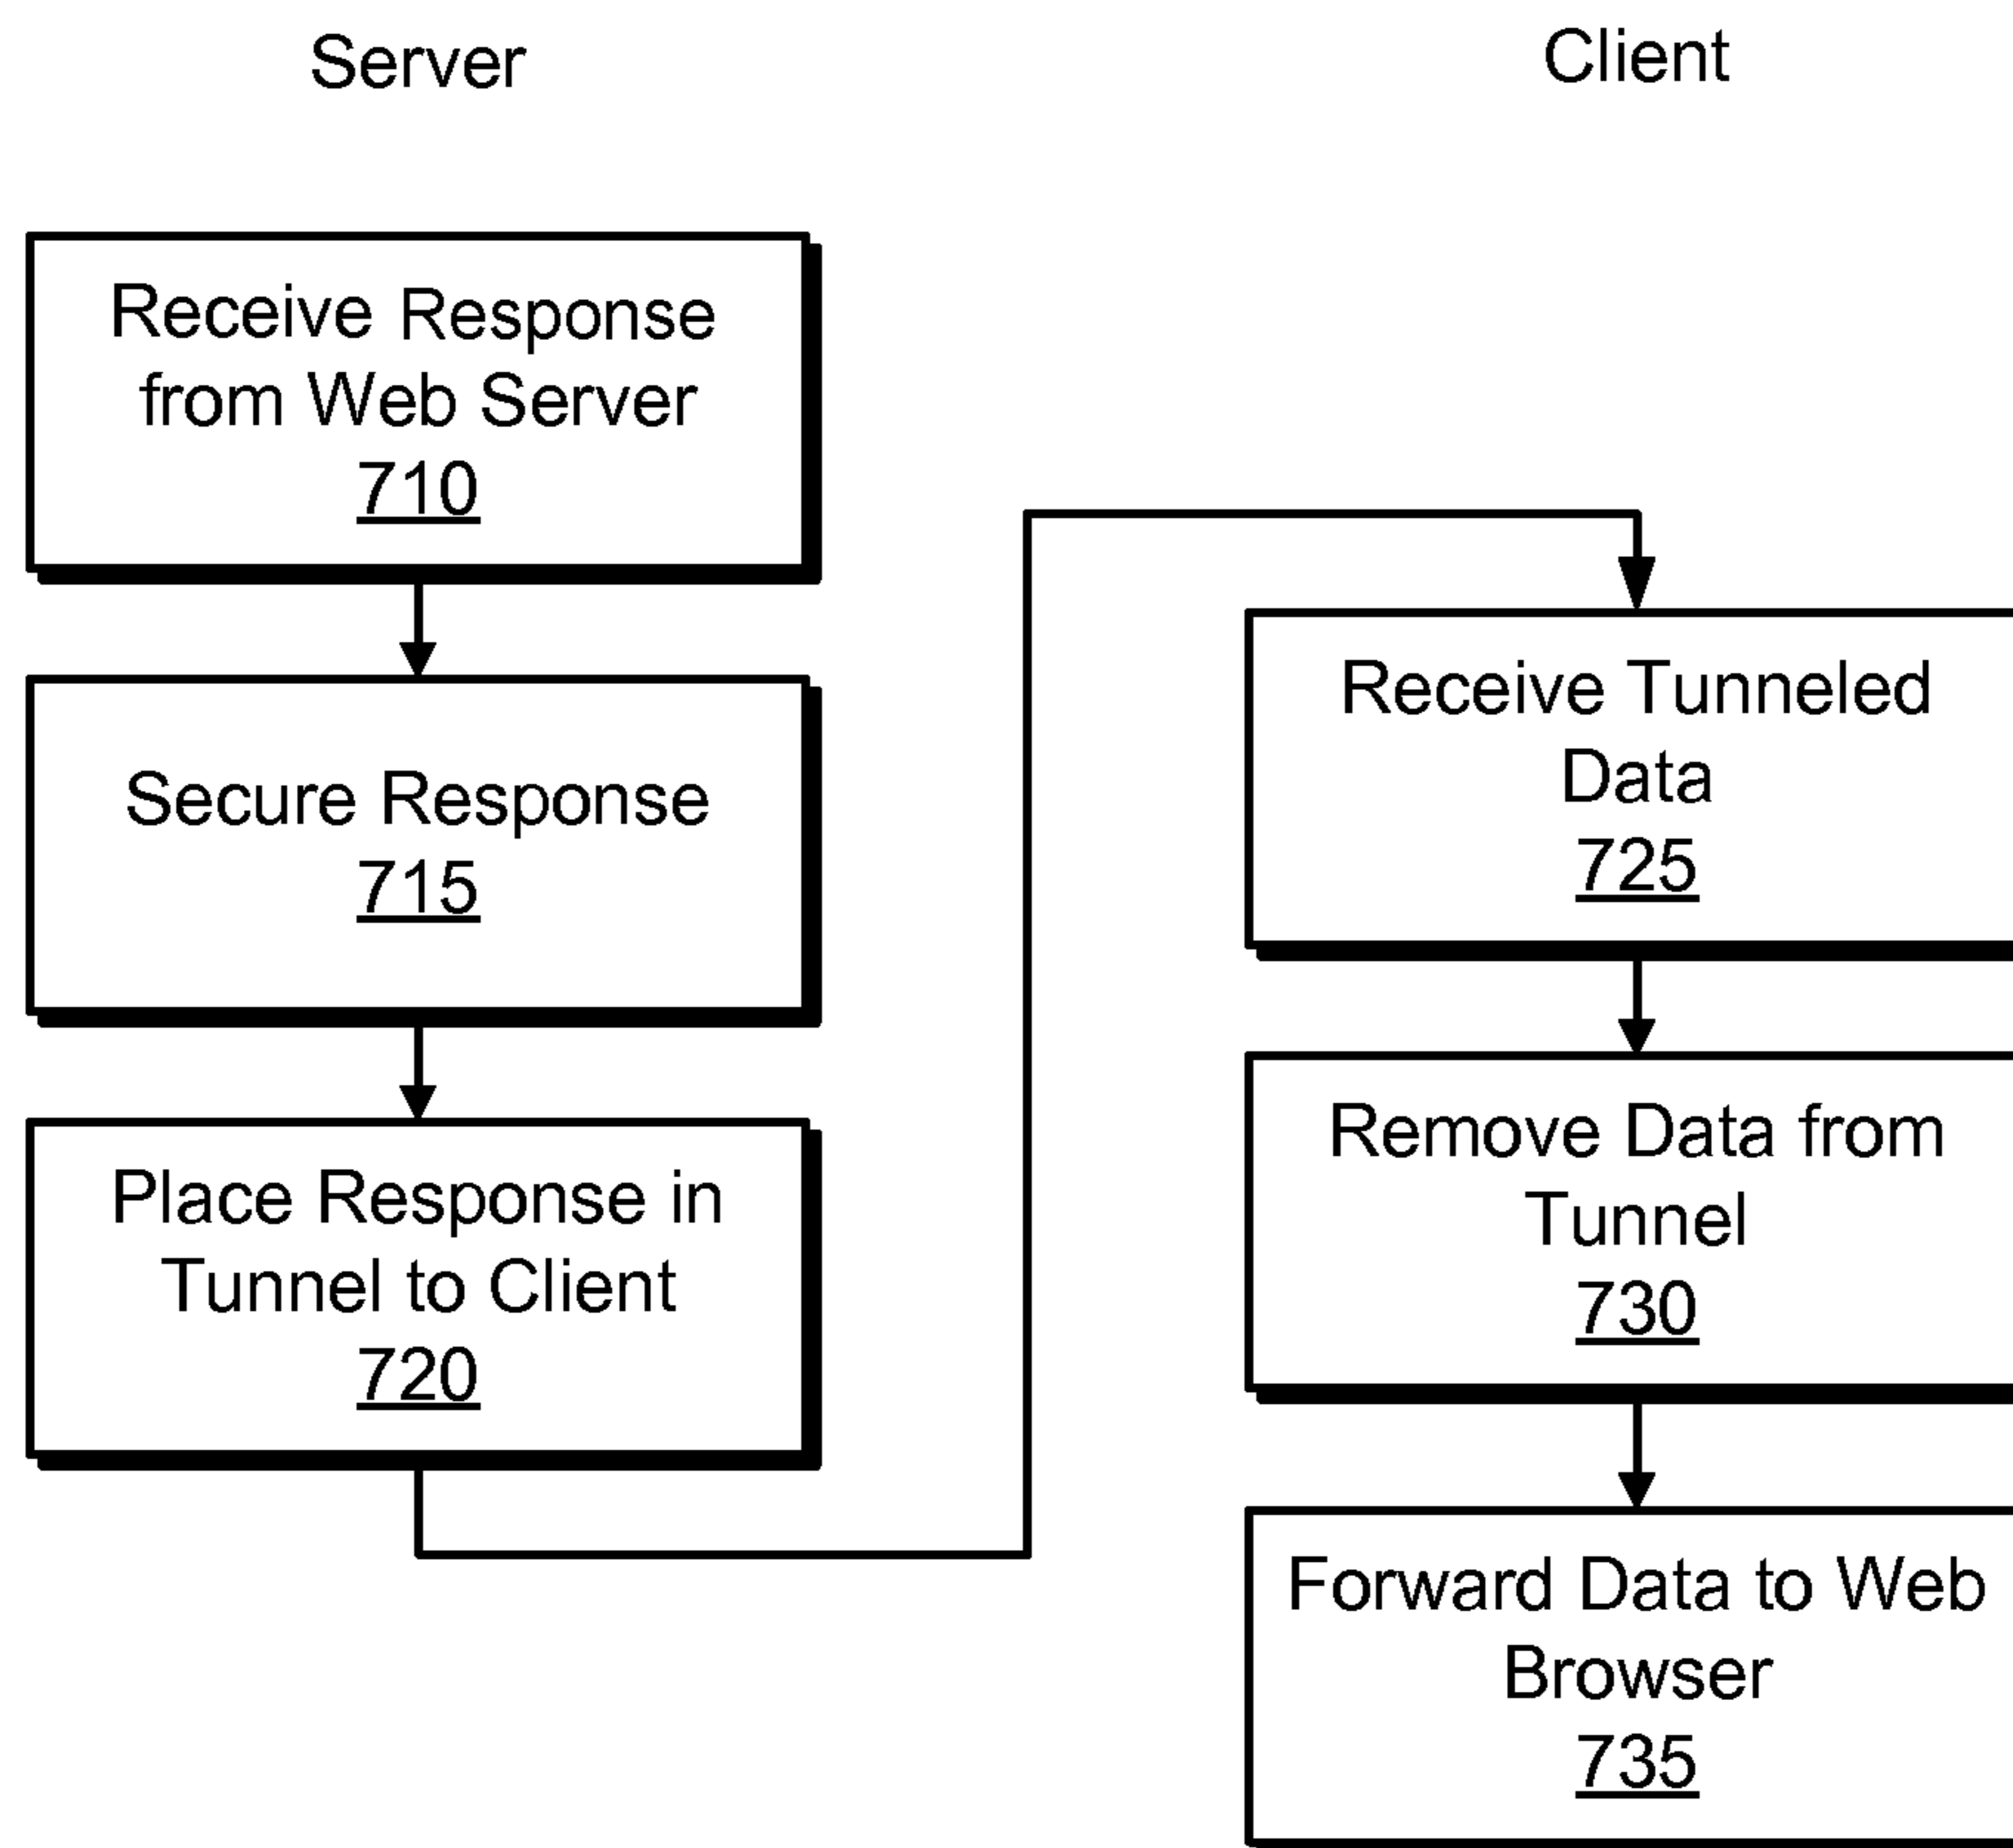 Server
Receive Response
from Web Server
710
Secure Response
715
Place Response in
Tunnel to Client
720
Client
Receive Tunneled
Data
725
Remove Data from
Tunnel
730
Forward Data to Web
Browser
735